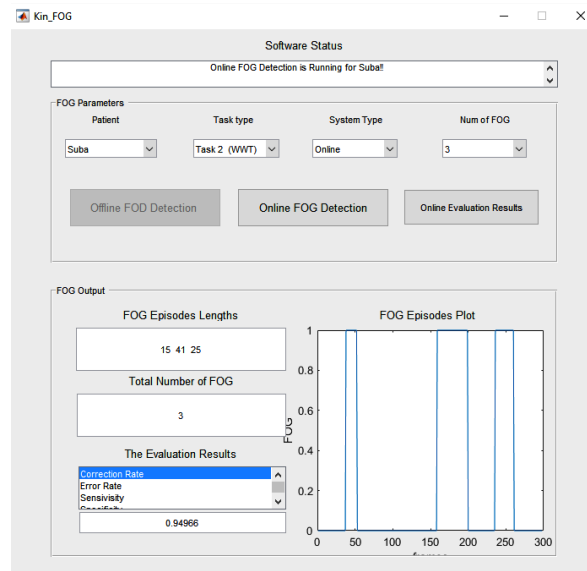 Kin_FOG
Software Status
Online FOG Detection is Running for Suba!!
FOG Parameters
Patient Task type System Type Num of FOG
Suba Task 2 (WWT) Online 3
Offline FOD Detection Online FOG Detection Online Evaluation Results
FOG Output
FOG Episodes Lengths
15 41 25
Total Number of FOG
3
The Evaluation Results
Correction Rate
Error Rate
Sensivisity
0.94966
FOG Episodes Plot
FOG
1
0.8
0.6
0.4
0.2
0
0 50 100 150 200 250 300